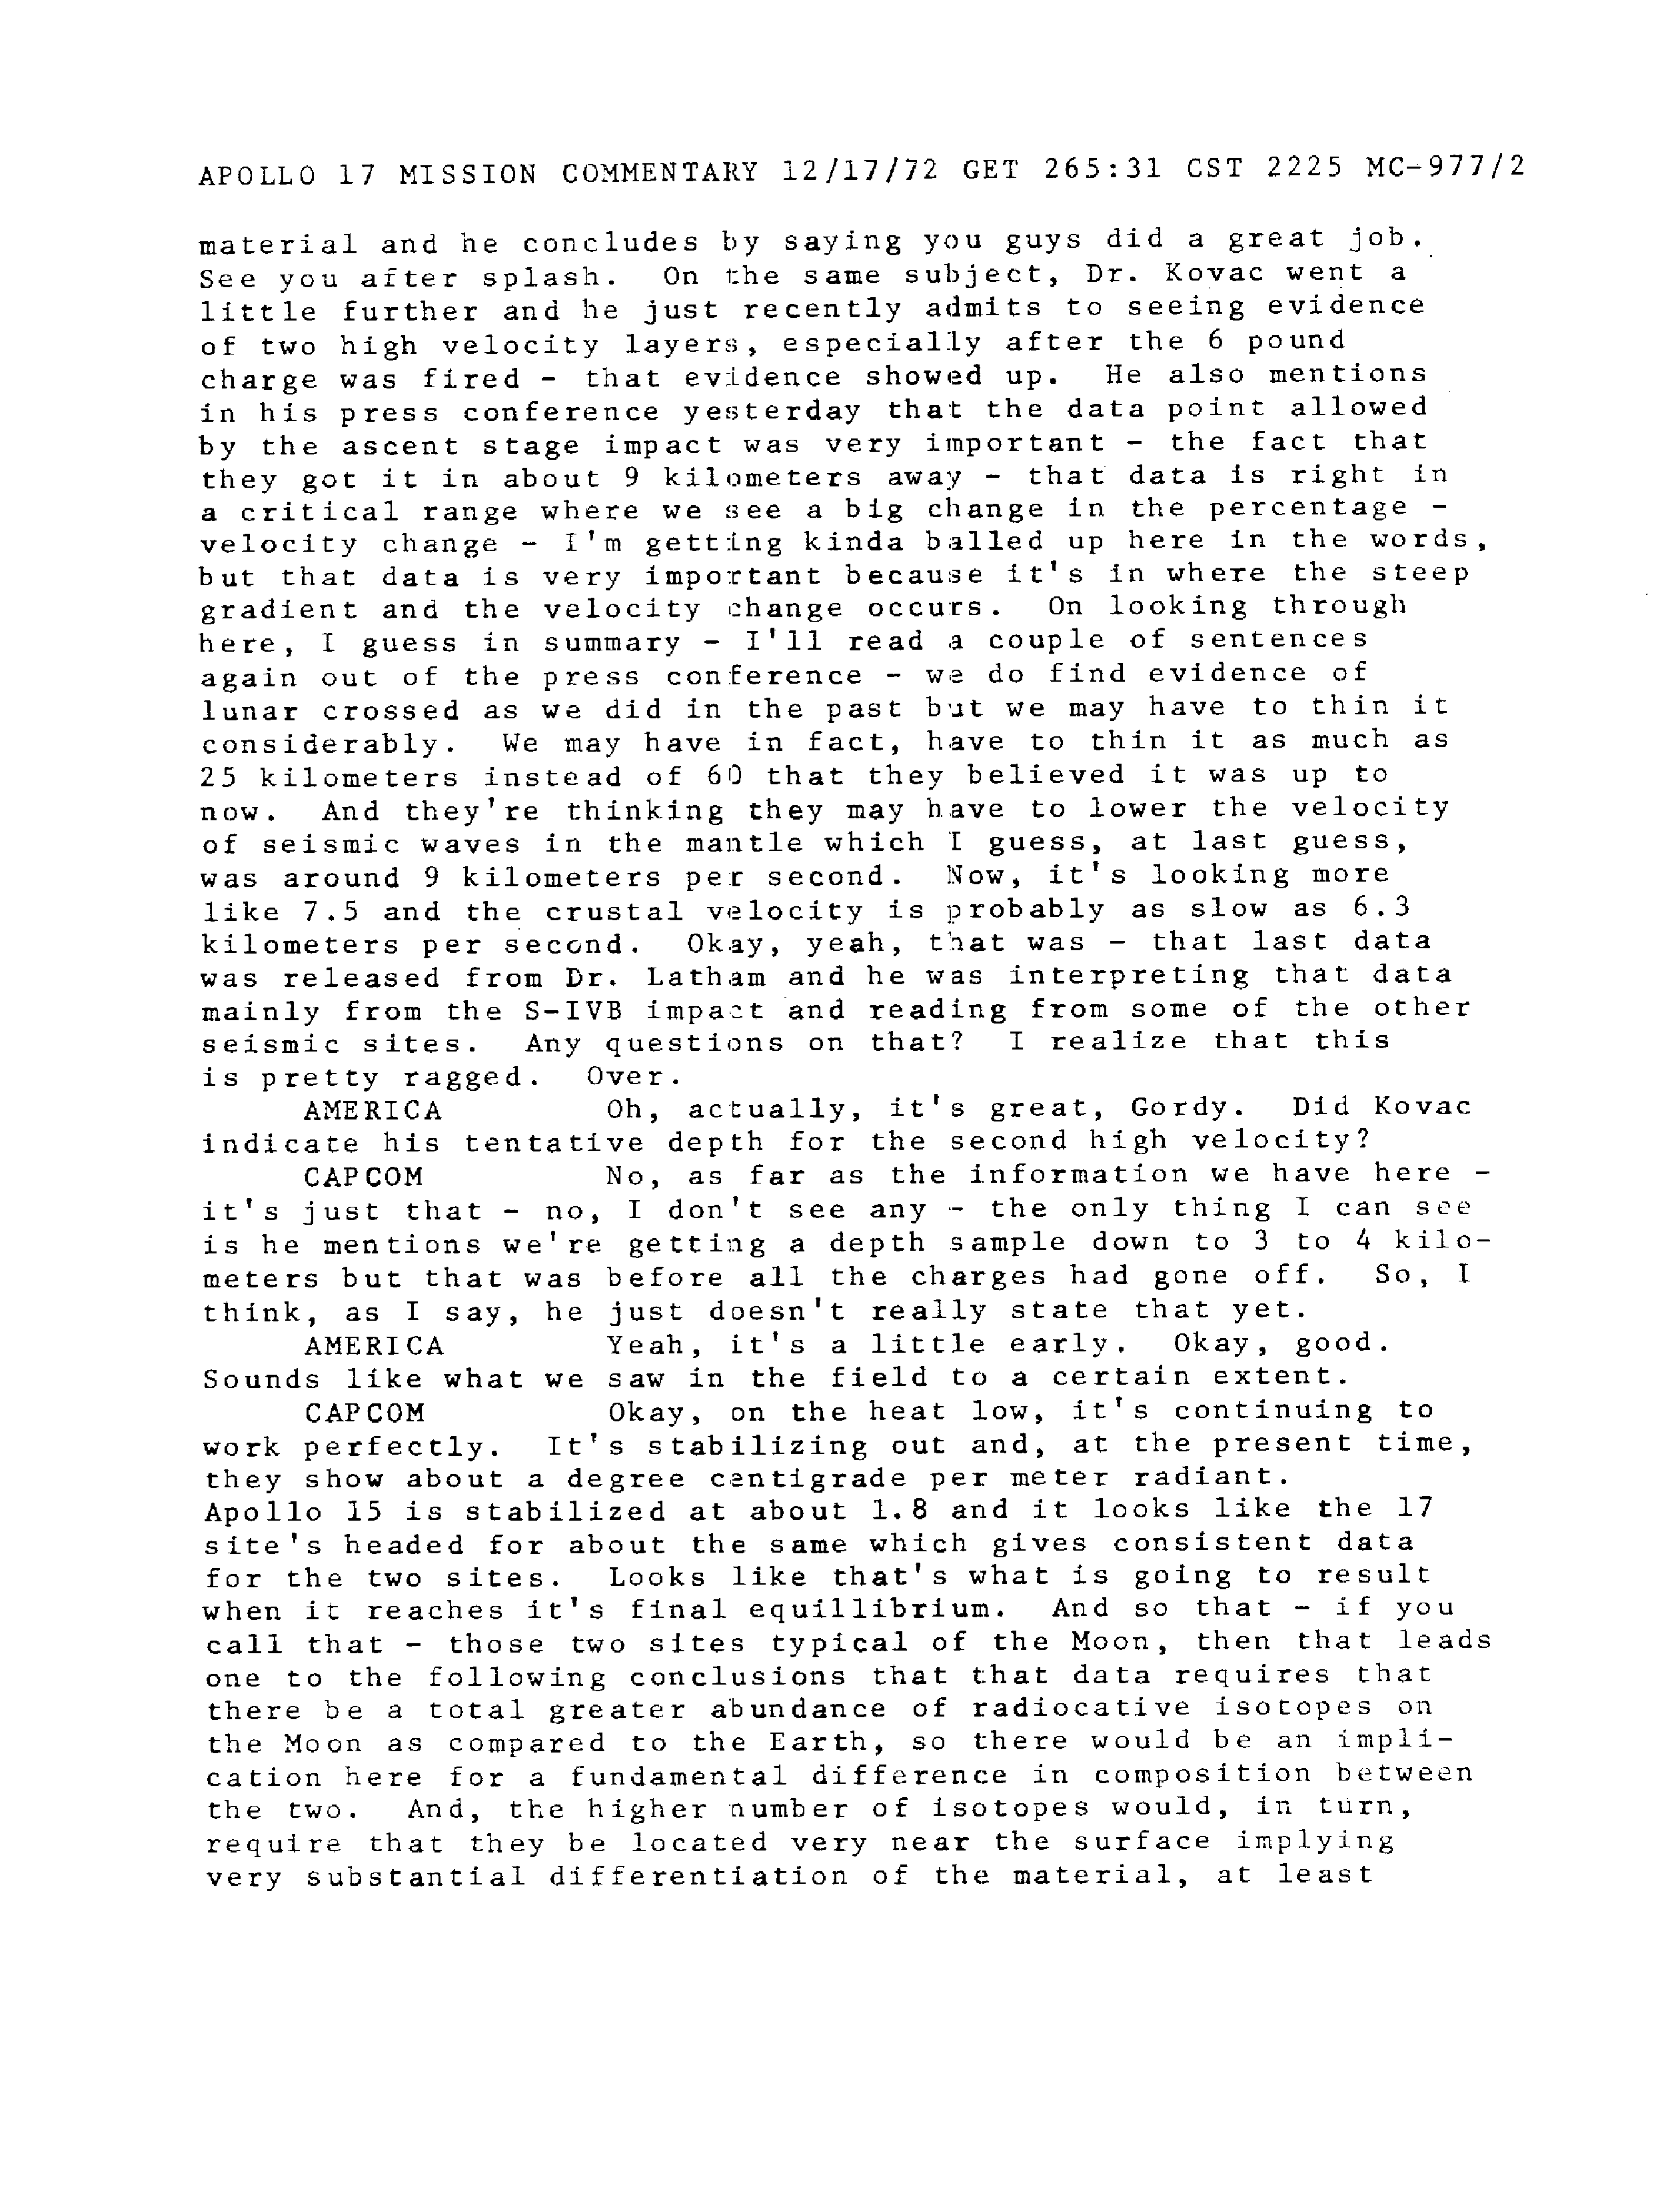 APOLLO 17 MISSION COMMENTARY 12/17/72 GET 265:31 CST 2225 MC-977/2
material and he concludes by saying you guys did a great job.
See you after splash. On the same subject, Dr. Kovac went a
little further and he just recently admits to seeing evidence
of two high velocity layers, especially after the 6 pound
charge was fired - that evidence showed up. He also mentions
in his press conference yesterday that the data point allowed
by the ascent stage impact was very important - the fact that
they got it in about 9 kilometers away - that data is right in
a critical range where we see a big change in the percentage -
velocity change - I'm getting kinda balled up here in the words,
but that data is very important because it's in where the steep
gradient and the velocity change occurs. On looking through
here, I guess in summary - I'll read a couple of sentences
again out of the press conference - we do find evidence of
lunar crossed as we did in the past but we may have to thin it
considerably. We may have in fact, have to thin it as much as
25 kilometers instead of 60 that they believed it was up to
now. And they're thinking they may have to lower the velocity
of seismic waves in the mantle which I guess, at last guess,
was around 9 kilometers per second. Now, it's looking more
like 7.5 and the crustal velocity is probably as slow as 6.3
kilometers per second. Okay, yeah, that was - that last data
was released from Dr. Latham and he was interpreting that data
mainly from the S-IVB impact and reading from some of the other
seismic sites. Any questions on that? I realize that this
is pretty ragged. Over.
AMERICA Oh, actually, it's great, Gordy. Did Kovac
indicate his tentative depth for the second high velocity?
CAPCOM No, as far as the information we have here -
it's just that - no, I don't see any - the only thing I can see
is he mentions we're getting a depth sample down to 3 to 4 kilo-
meters but that was before all the charges had gone off. So, I
think, as I say, he just doesn't really state that yet.
AMERICA Yeah, it's a little early. Okay, good.
Sounds like what we saw in the field to a certain extent.
CAPCOM Okay, on the heat low, it's continuing to
work perfectly. It's stabilizing out and, at the present time,
they show about a degree centigrade per meter radiant.
Apollo 15 is stabilized at about 1.8 and it looks like the 17
site's headed for about the same which gives consistent data
for the two sites. Looks like that's what is going to result
when it reaches it's final equillibrium. And so that - if you
call that - those two sites typical of the Moon, then that leads
one to the following conclusions that that data requires that
there be a total greater abundance of radiocative isotopes on
the Moon as compared to the Earth, so there would be an impli-
cation here for a fundamental difference in composition between
the two. And, the higher number of isotopes would, in turn,
require that they be located very near the surface implying
very substantial differentiation of the material, at least